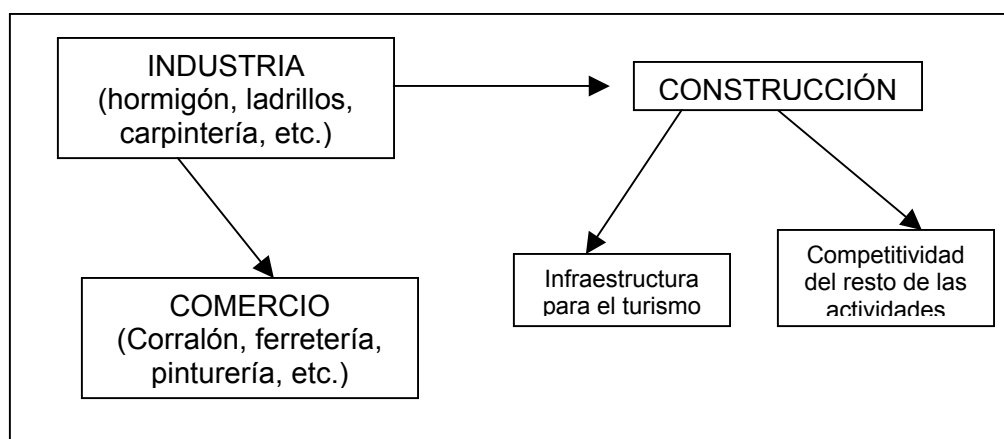 INDUSTRIA
(hormigón, ladrillos,
carpintería, etc.)
CONSTRUCCIÓN
COMERCIO
(Corralón, ferretería,
pinturería, etc.)
Infraestructura
para el turismo
Competitividad
del resto de las
actividades